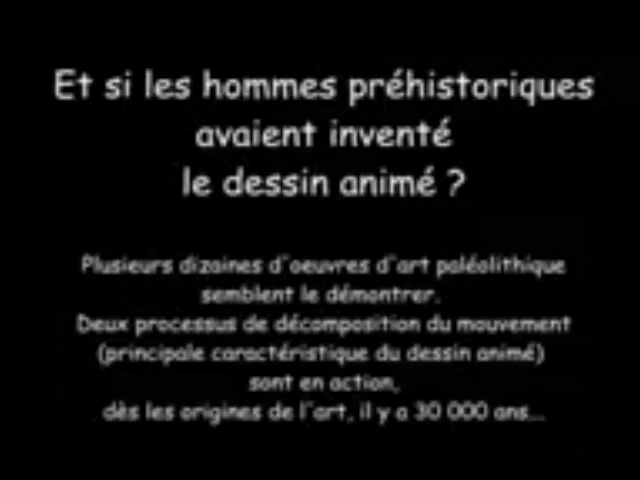 Et si les hommes préhistoriques
avaient inventé
le dessin animé ?
Plusieurs dizaines d'oeuvres d'art paléolithique
semblent le démontrer.
Deux processus de décomposition du mouvement
(principale caractéristique du dessin animé)
sont en action,
dès les origines de l'art, il y a 30 000 ans...